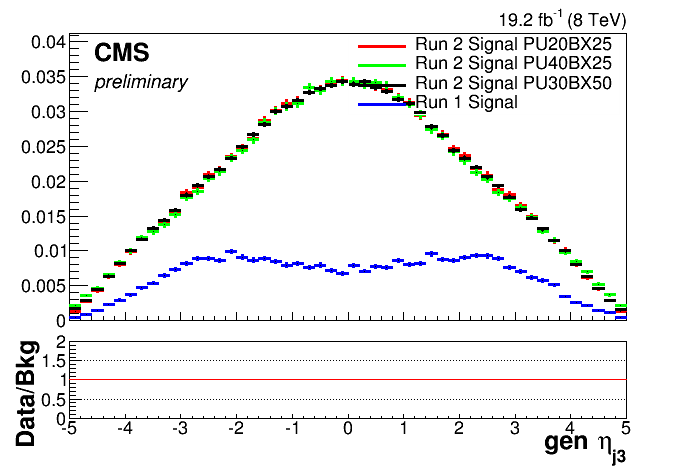 19.2 fb-1 (8 TeV)
CMS
preliminary
Run 2 Signal PU20BX25
Run 2 Signal PU40BX25
Run 2 Signal PU30BX50
Run 1 Signal
0.04
0.035
0.03
0.025
0.02
0.015
0.01
0.005
0
Data/Bkg
2
1.5
1
0.5
0
-5 -4 -3 -2 -1 0 1 2 3 4 5
gen ηj3